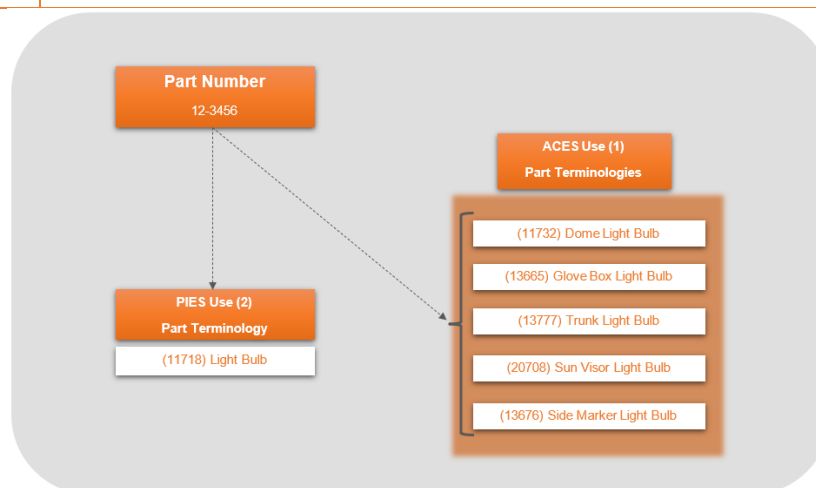 Part Number
12-3456
ACES Use (1)
Part Terminologies
(11732) Dome Light Bulb
(13665) Glove Box Light Bulb
(13777) Trunk Light Bulb
(20708) Sun Visor Light Bulb
(13676) Side Marker Light Bulb
PIES Use (2)
Part Terminology
(11718) Light Bulb